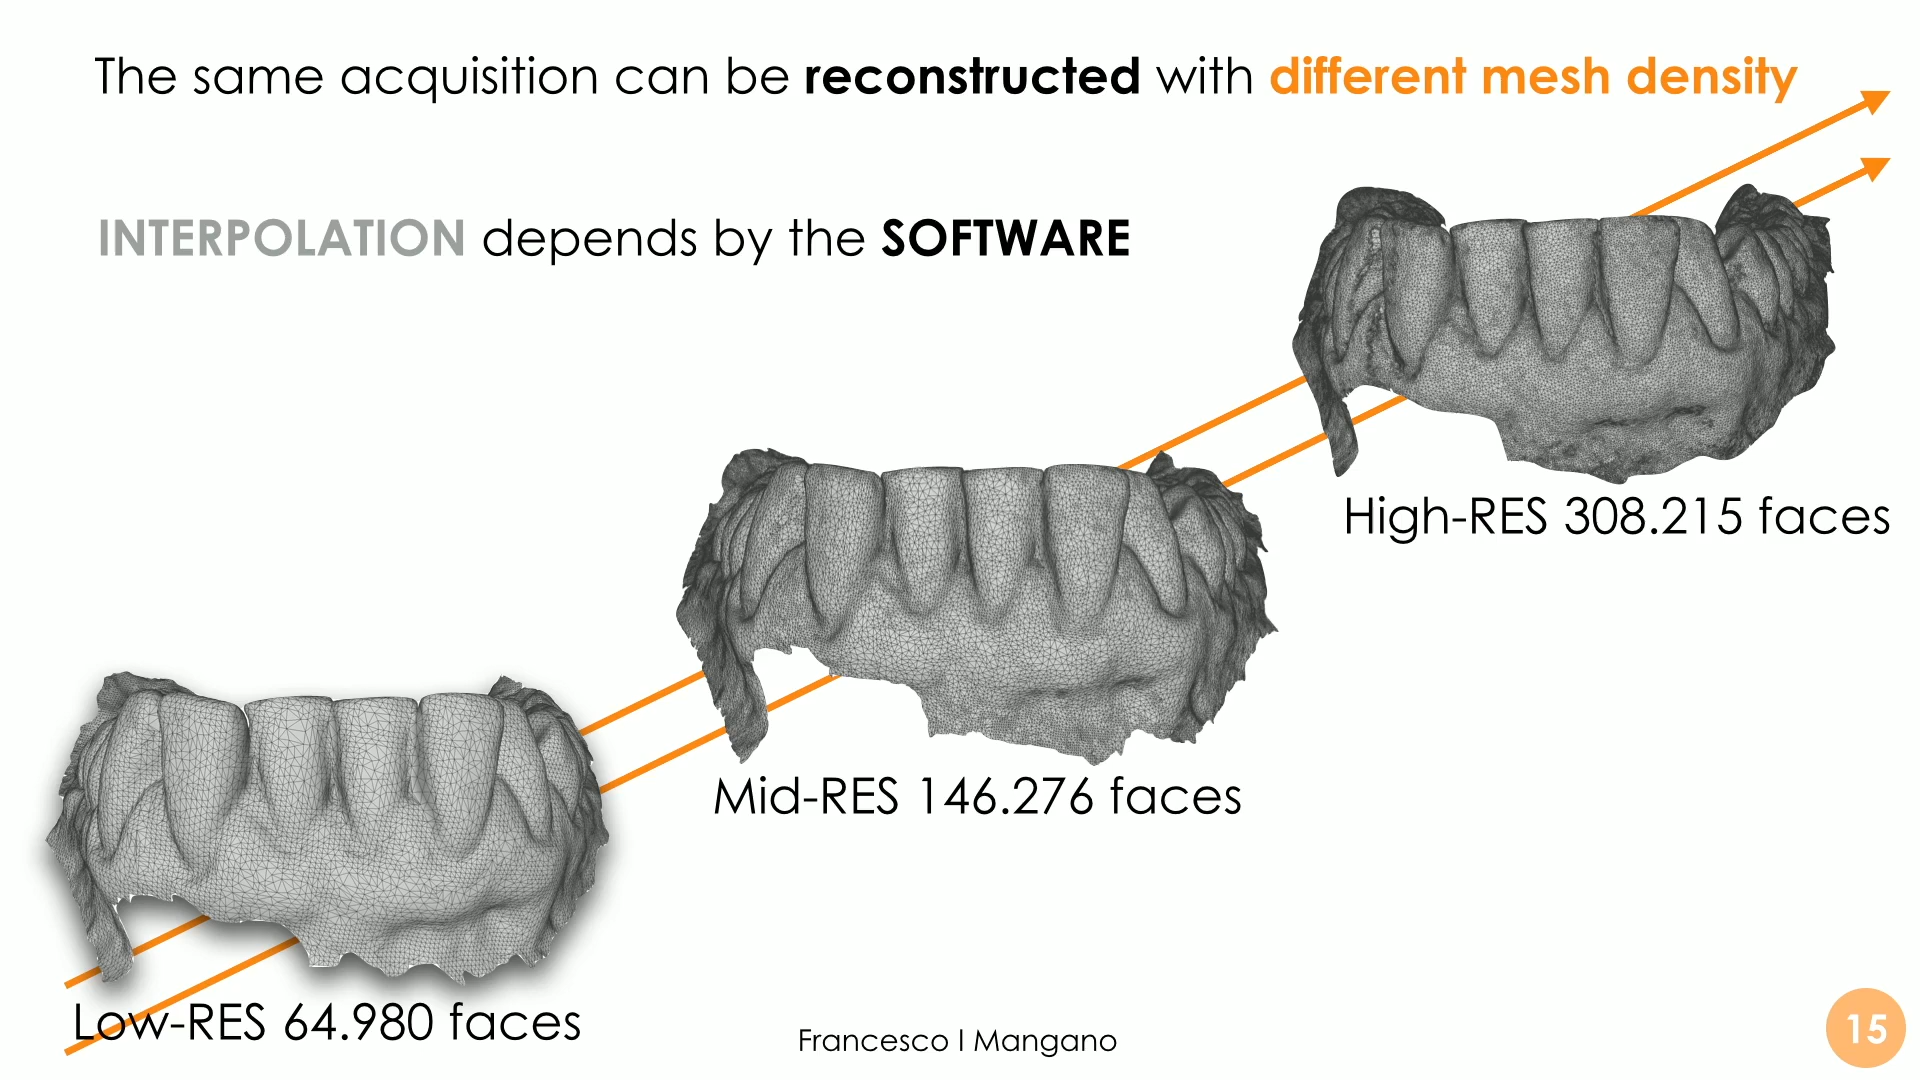 The same acquisition can be reconstructed with different mesh density
INTERPOLATION depends by the SOFTWARE
High-RES 308.215 faces
Mid-RES 146.276 faces
Low-RES 64.980 faces
Francesco I Mangano
15